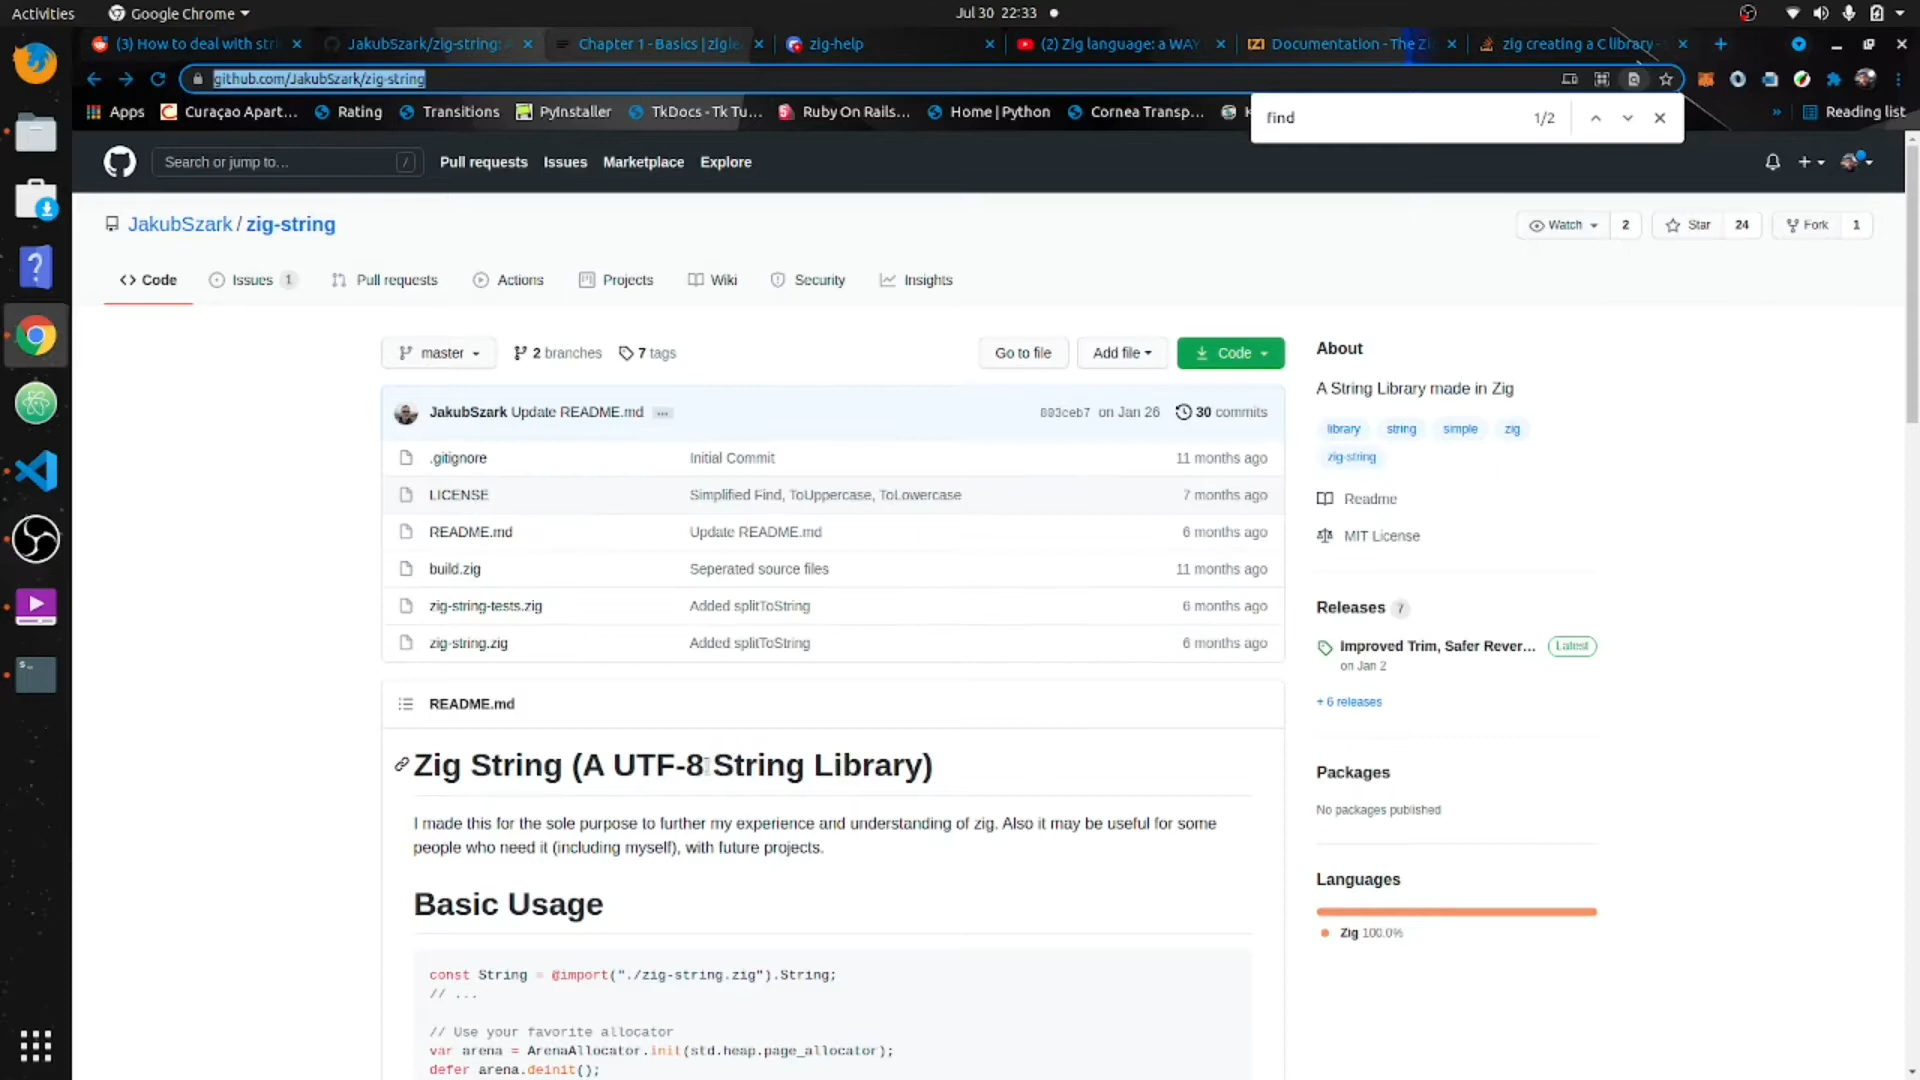 Activities
Google Chrome
Jul 30 22:33
(3) How to deal with stri
JakubSzark/zig-string:
Chapter 1 - Basics | zigle
zig-help
(2) Zig language: a WAY
Documentation - The Zi
zig creating a C library -
github.com/JakubSzark/zig-string
Apps
Curaçao Apart...
Rating
Transitions
PyInstaller
TkDocs - Tk Tu...
Ruby On Rails...
Home | Python
Cornea Transp...
»
Reading list
find
1/2
Search or jump to...
/
Pull requests
Issues
Marketplace
Explore
JakubSzark / zig-string
Watch
2
Star
24
Fork
1
<> Code
Issues 1
Pull requests
Actions
Projects
Wiki
Security
Insights
master
2 branches
7 tags
Go to file
Add file
Code
JakubSzark Update README.md ...
803ceb7 on Jan 26
30 commits
.gitignore
Initial Commit
11 months ago
LICENSE
Simplified Find, ToUppercase, ToLowercase
7 months ago
README.md
Update README.md
6 months ago
build.zig
Seperated source files
11 months ago
zig-string-tests.zig
Added splitToString
6 months ago
zig-string.zig
Added splitToString
6 months ago
README.md
Zig String (A UTF-8 String Library)
I made this for the sole purpose to further my experience and understanding of zig. Also it may be useful for some
people who need it (including myself), with future projects.
Basic Usage
const String = @import("./zig-string.zig").String;
// ...
// Use your favorite allocator
var arena = ArenaAllocator.init(std.heap.page_allocator);
defer arena.deinit();
About
A String Library made in Zig
library
string
simple
zig
zig-string
Readme
MIT License
Releases 7
Improved Trim, Safer Rever...
Latest
on Jan 2
+ 6 releases
Packages
No packages published
Languages
Zig 100.0%